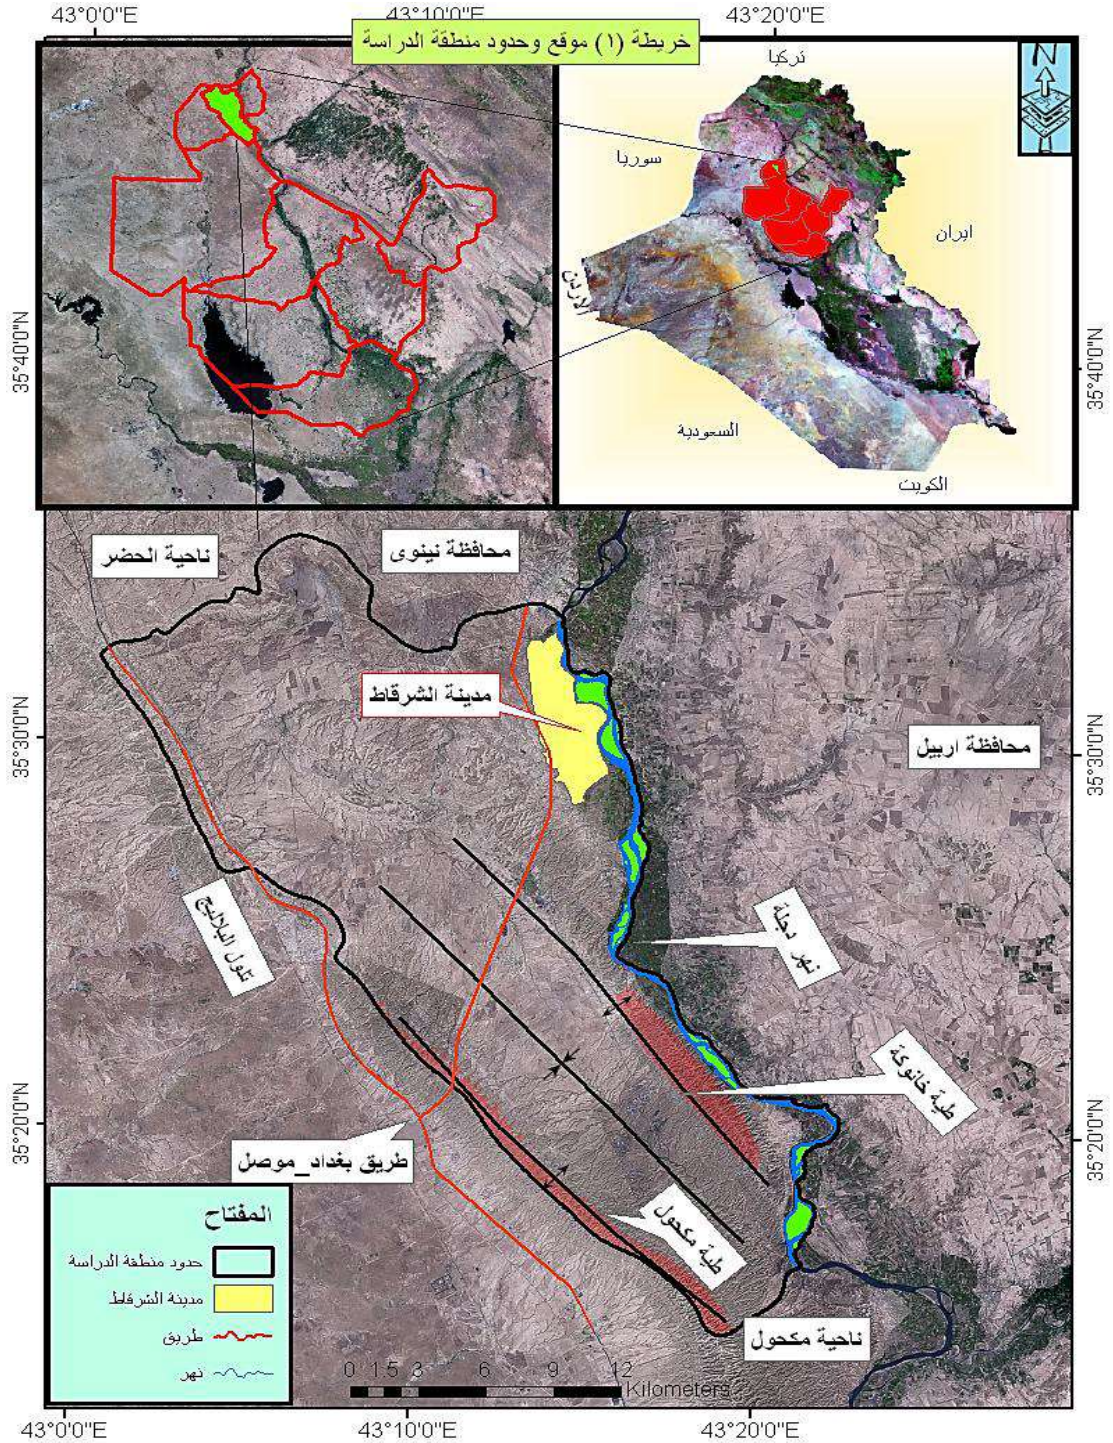 43°0'0"E
43°10'0"E
43°20'0"E
خريطة (١) موقع وحدود منطقة الدراسة
N
تركيا
سوريا
ايران
لاردن
السعودية
الكويت
35°40'0"N
35°40'0"N
ناحية الحضر
محافظة نينوى
مدينة الشرقاط
محافظة اربيل
35°30'0"N
35°30'0"N
تلول البلاليج
نهر دجلة
طية خانوكة
35°20'0"N
35°20'0"N
طريق بغداد_موصل
طية مكحول
ناحية مكحول
المفتاح
حدود منطقة الدراسة
مدينة الشرقاط
طريق
نهر
0 1.5 3 6 9 12
Kilometers
43°0'0"E
43°10'0"E
43°20'0"E